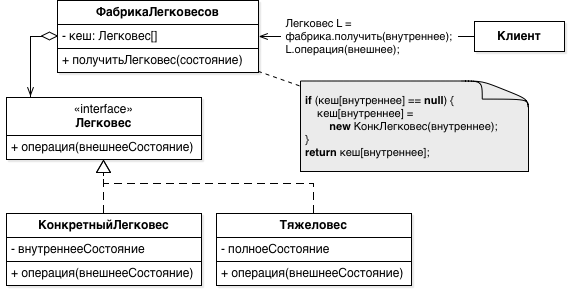 ФабрикаЛегковесов
- кеш: Легковес[]
+ получитьЛегковес(состояние)
Легковес L =
фабрика.получить(внутреннее);
L.операция(внешнее);
Клиент
if (кеш[внутреннее] == null) {
кеш[внутреннее] =
new КонкЛегковес(внутреннее);
}
return кеш[внутреннее];
«interface»
Легковес
+ операция(внешнееСостояние)
КонкретныйЛегковес
- внутреннееСостояние
+ операция(внешнееСостояние)
Тяжеловес
- полноеСостояние
+ операция(внешнееСостояние)